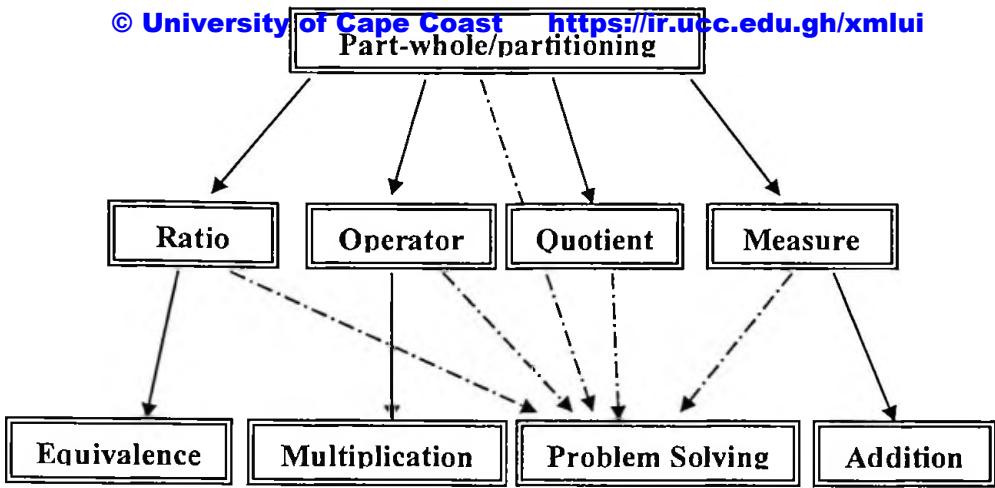 © University of Cape Coast https://ir.ucc.edu.gh/xmlui
Part-whole/partitioning
Ratio
Operator
Quotient
Measure
Equivalence
Multiplication
Problem Solving
Addition